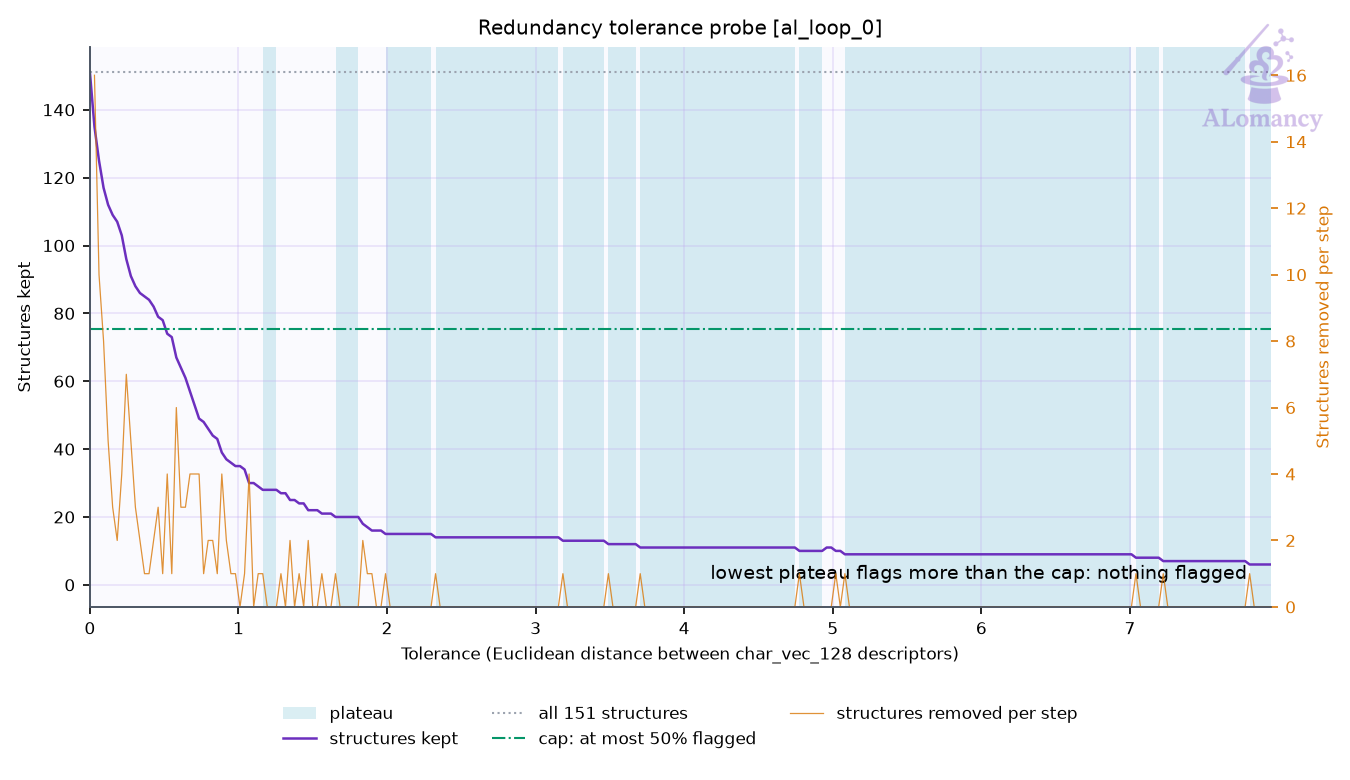 Redundancy tolerance probe [al_loop_0]
ALomancy
Structures kept
140
120
100
80
60
40
20
0
16
14
12
10
8
6
4
2
0
Structures removed per step
lowest plateau flags more than the cap: nothing flagged
0 1 2 3 4 5 6 7
Tolerance (Euclidean distance between char_vec_128 descriptors)
plateau
structures kept
all 151 structures
cap: at most 50% flagged
structures removed per step